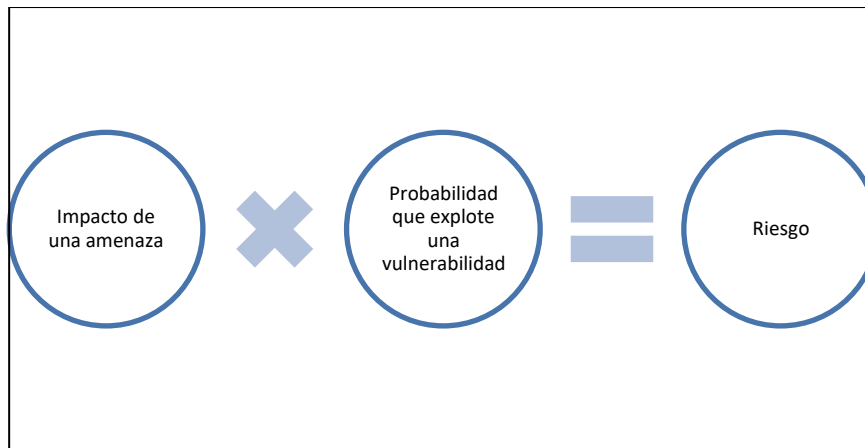 Impacto de
una amenaza
Probabilidad
que explote
una
vulnerabilidad
Riesgo